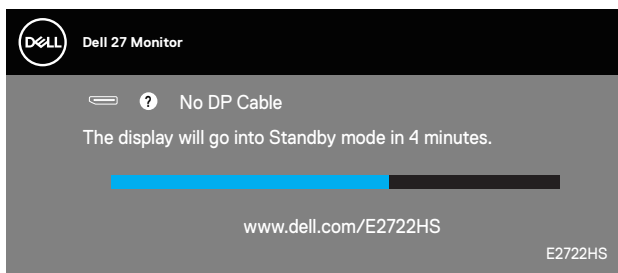 DELL
Dell 27 Monitor
? No DP Cable
The display will go into Standby mode in 4 minutes.
www.dell.com/E2722HS
E2722HS